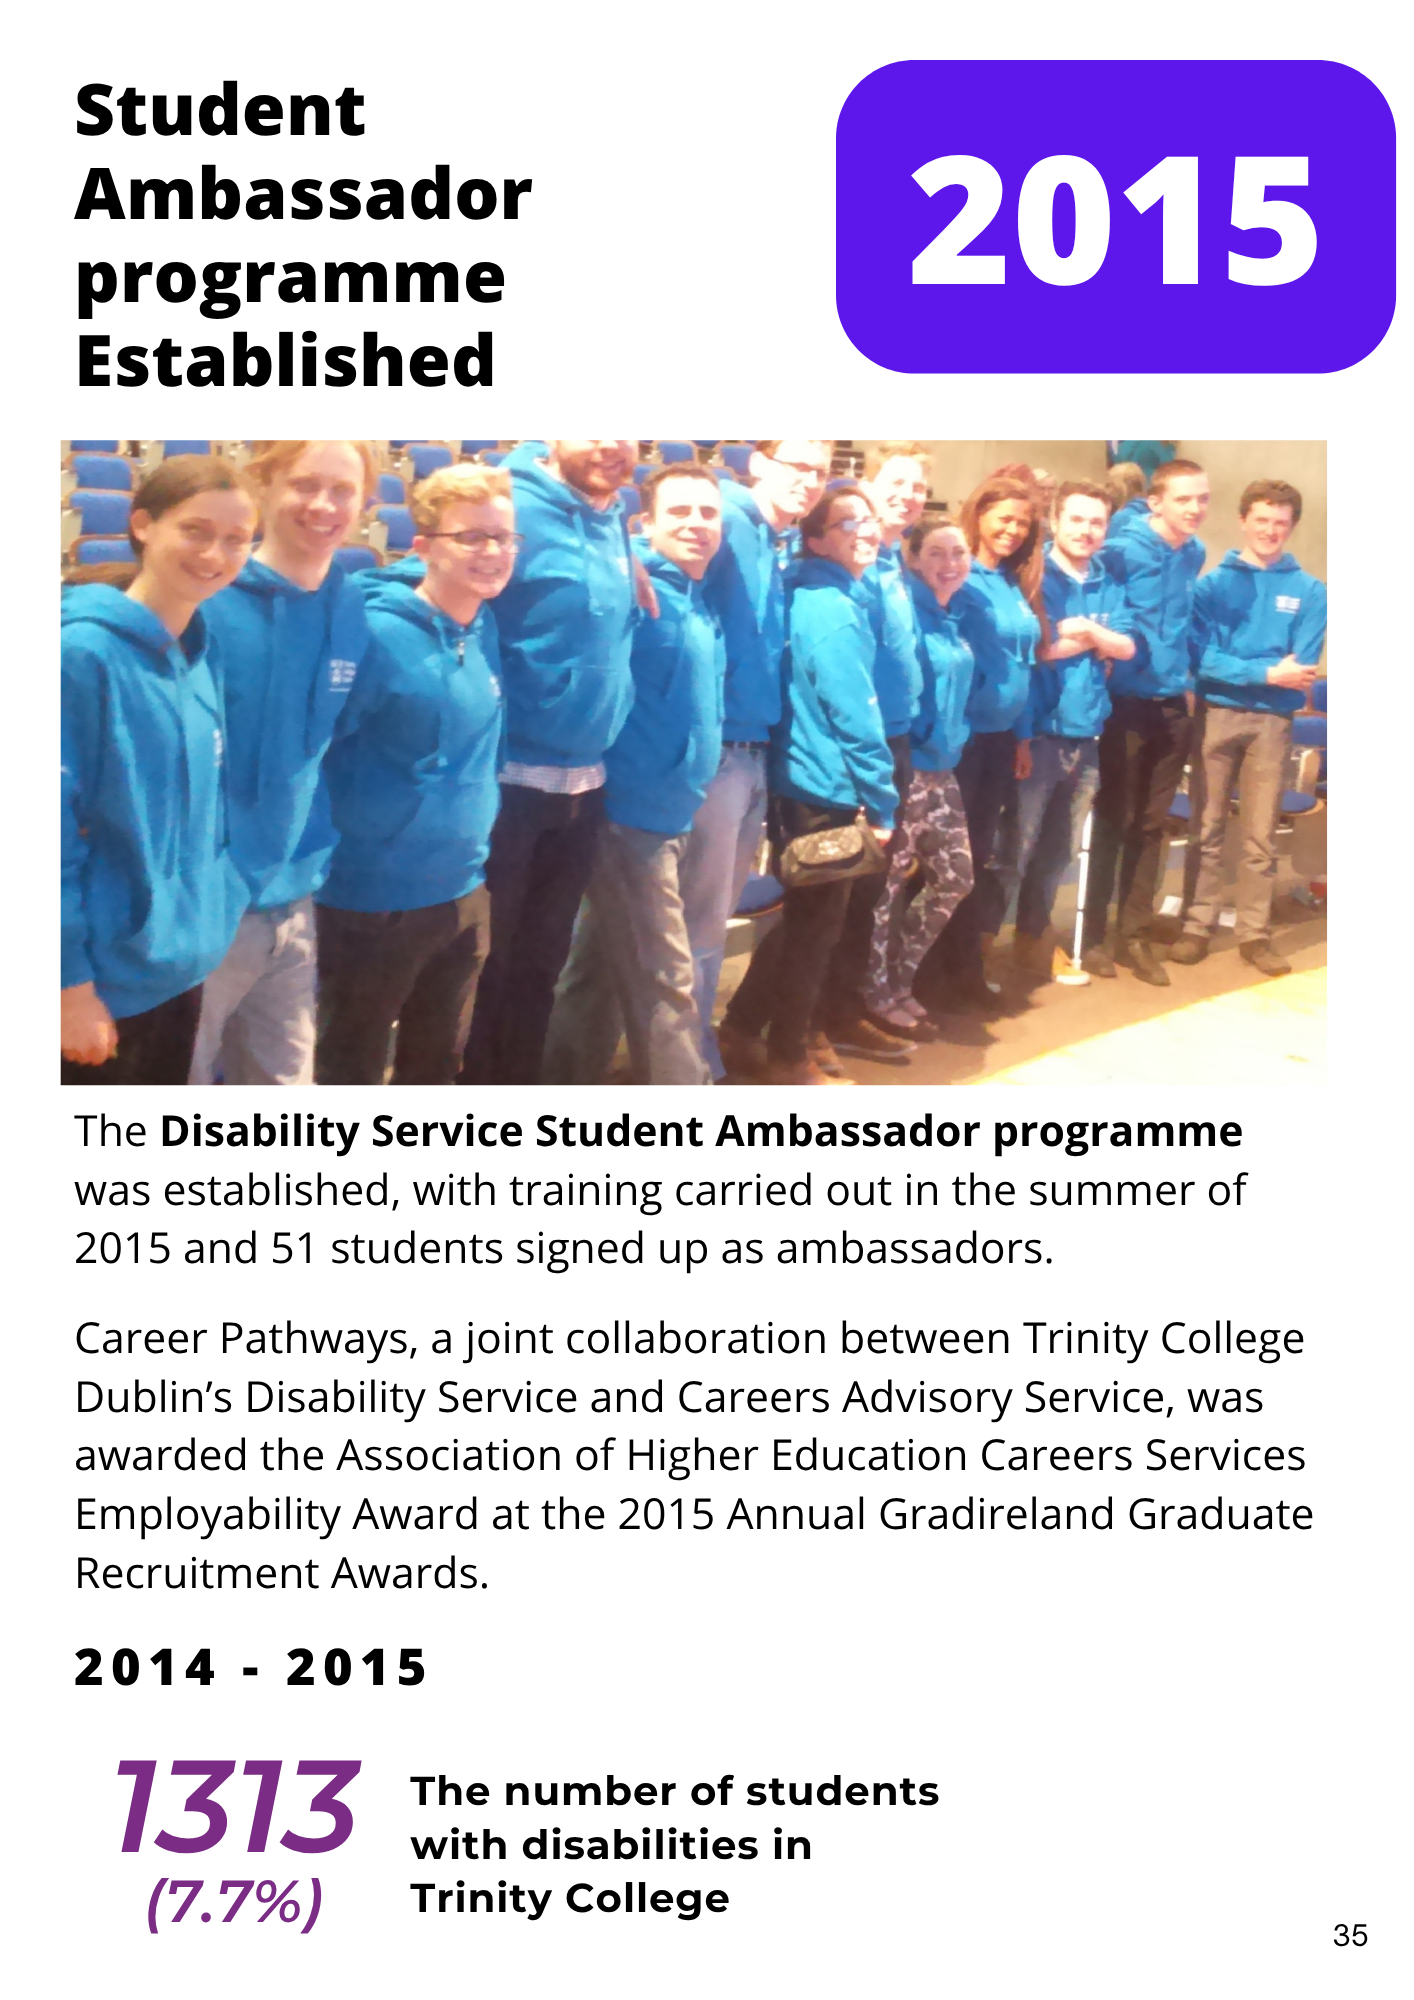 Student
Ambassador
programme
Established
2015
The Disability Service Student Ambassador programme
was established, with training carried out in the summer of
2015 and 51 students signed up as ambassadors.
Career Pathways, a joint collaboration between Trinity College
Dublin’s Disability Service and Careers Advisory Service, was
awarded the Association of Higher Education Careers Services
Employability Award at the 2015 Annual Gradireland Graduate
Recruitment Awards.
2014 - 2015
1313
(7.7%)
The number of students
with disabilities in
Trinity College
35